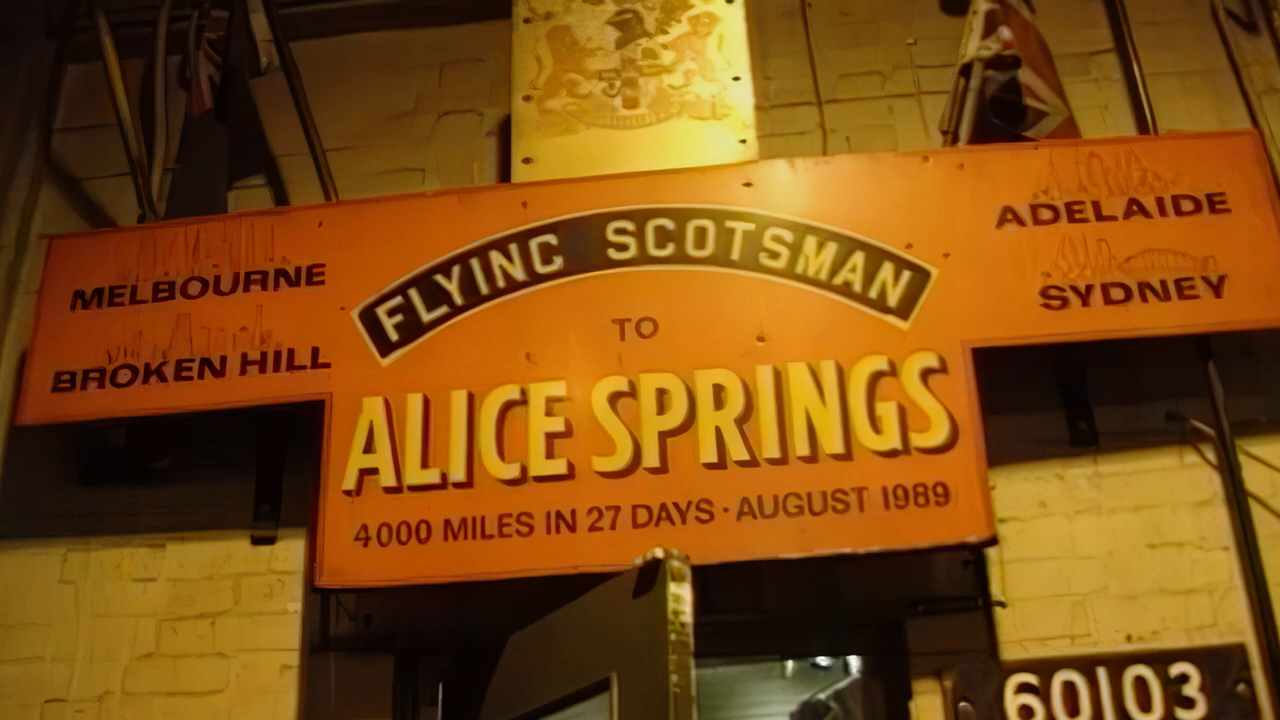 MELBOURNE
BROKEN HILL
FLYING SCOTSMAN
TO
ALICE SPRINGS
4000 MILES IN 27 DAYS · AUGUST 1989
ADELAIDE
SYDNEY
60103